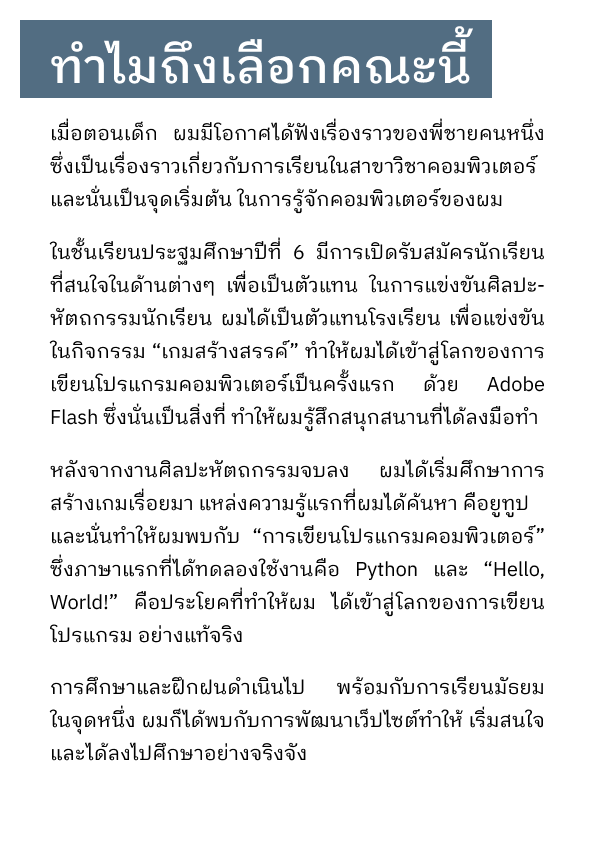 ทำไมถึงเลือกคณะนี้
เมื่อตอนเด็ก ผมมีโอกาศได้ฟังเรื่องราวของพี่ชายคนหนึ่ง
ซึ่งเป็นเรื่องราวเกี่ยวกับการเรียนในสาขาวิชาคอมพิวเตอร์
และนั่นเป็นจุดเริ่มต้น ในการรู้จักคอมพิวเตอร์ของผม
ในชั้นเรียนประฐมศึกษาปีที่ 6 มีการเปิดรับสมัครนักเรียน
ที่สนใจในด้านต่างๆ เพื่อเป็นตัวแทน ในการแข่งขันศิลปะ-
หัตถกรรมนักเรียน ผมได้เป็นตัวแทนโรงเรียน เพื่อแข่งขัน
ในกิจกรรม “เกมสร้างสรรค์” ทำให้ผมได้เข้าสู่โลกของการ
เขียนโปรแกรมคอมพิวเตอร์เป็นครั้งแรก ด้วย Adobe
Flash ซึ่งนั่นเป็นสิ่งที่ ทำให้ผมรู้สึกสนุกสนานที่ได้ลงมือทำ
หลังจากงานศิลปะหัตถกรรมจบลง ผมได้เริ่มศึกษาการ
สร้างเกมเรื่อยมา แหล่งความรู้แรกที่ผมได้ค้นหา คือยูทูป
และนั่นทำให้ผมพบกับ “การเขียนโปรแกรมคอมพิวเตอร์”
ซึ่งภาษาแรกที่ได้ทดลองใช้งานคือ Python และ “Hello,
World!” คือประโยคที่ทำให้ผม ได้เข้าสู่โลกของการเขียน
โปรแกรม อย่างแท้จริง
การศึกษาและฝึกฝนดำเนินไป พร้อมกับการเรียนมัธยม
ในจุดหนึ่ง ผมก็ได้พบกับการพัฒนาเว็ปไซต์ทำให้ เริ่มสนใจ
และได้ลงไปศึกษาอย่างจริงจัง